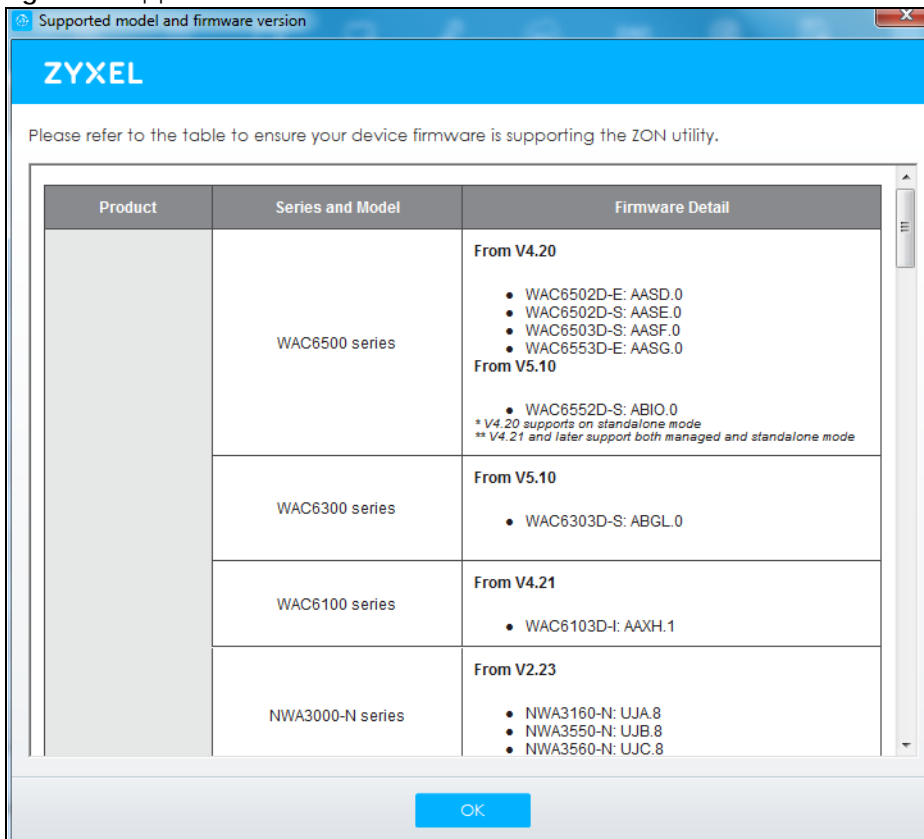 Supported model and firmware version
ZYXEL
Please refer to the table to ensure your device firmware is supporting the ZON utility.
Product Series and Model Firmware Detail
WAC6500 series
From V4.20
• WAC6502D-E: AASD.0
• WAC6502D-S: AASE.0
• WAC6503D-S: AASF.0
• WAC6553D-E: AASG.0
From V5.10
• WAC6552D-S: ABIO.0
* V4.20 supports on standalone mode
** V4.21 and later support both managed and standalone mode
WAC6300 series
From V5.10
• WAC6303D-S: ABGL.0
WAC6100 series
From V4.21
• WAC6103D-I: AAXH.1
NWA3000-N series
From V2.23
• NWA3160-N: UJA.8
• NWA3550-N: UJB.8
• NWA3560-N: UJC.8
OK